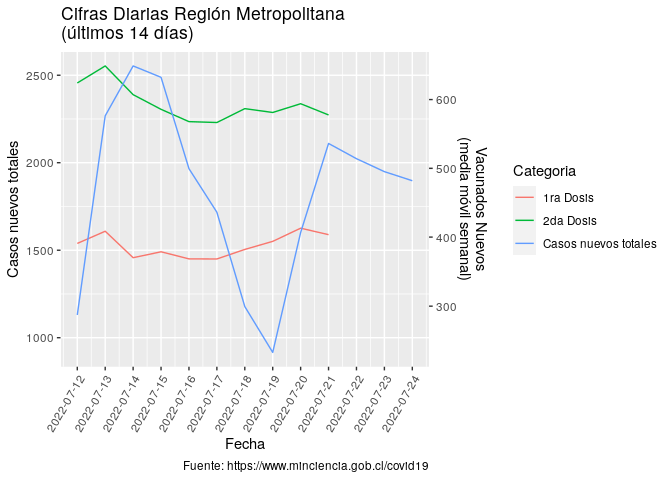 Cifras Diarias Región Metropolitana
(últimos 14 días)
Casos nuevos totales
2500
2000
1500
1000
600
500
400
300
Vacunados Nuevos
(media móvil semanal)
2022-07-12
2022-07-13
2022-07-14
2022-07-15
2022-07-16
2022-07-17
2022-07-18
2022-07-19
2022-07-20
2022-07-21
2022-07-22
2022-07-23
2022-07-24
Fecha
Categoria
1ra Dosis
2da Dosis
Casos nuevos totales
Fuente: https://www.minciencia.gob.cl/covid19